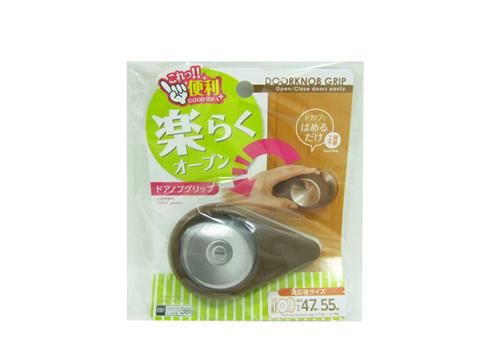 これっ!!
便利
GOOD IDEA
DOORKNOB GRIP
Open/Close doors easily
楽らく
オープン
ドアノブに
はめる
だけ
ドアノブグリップ
適応径サイズ
47
55